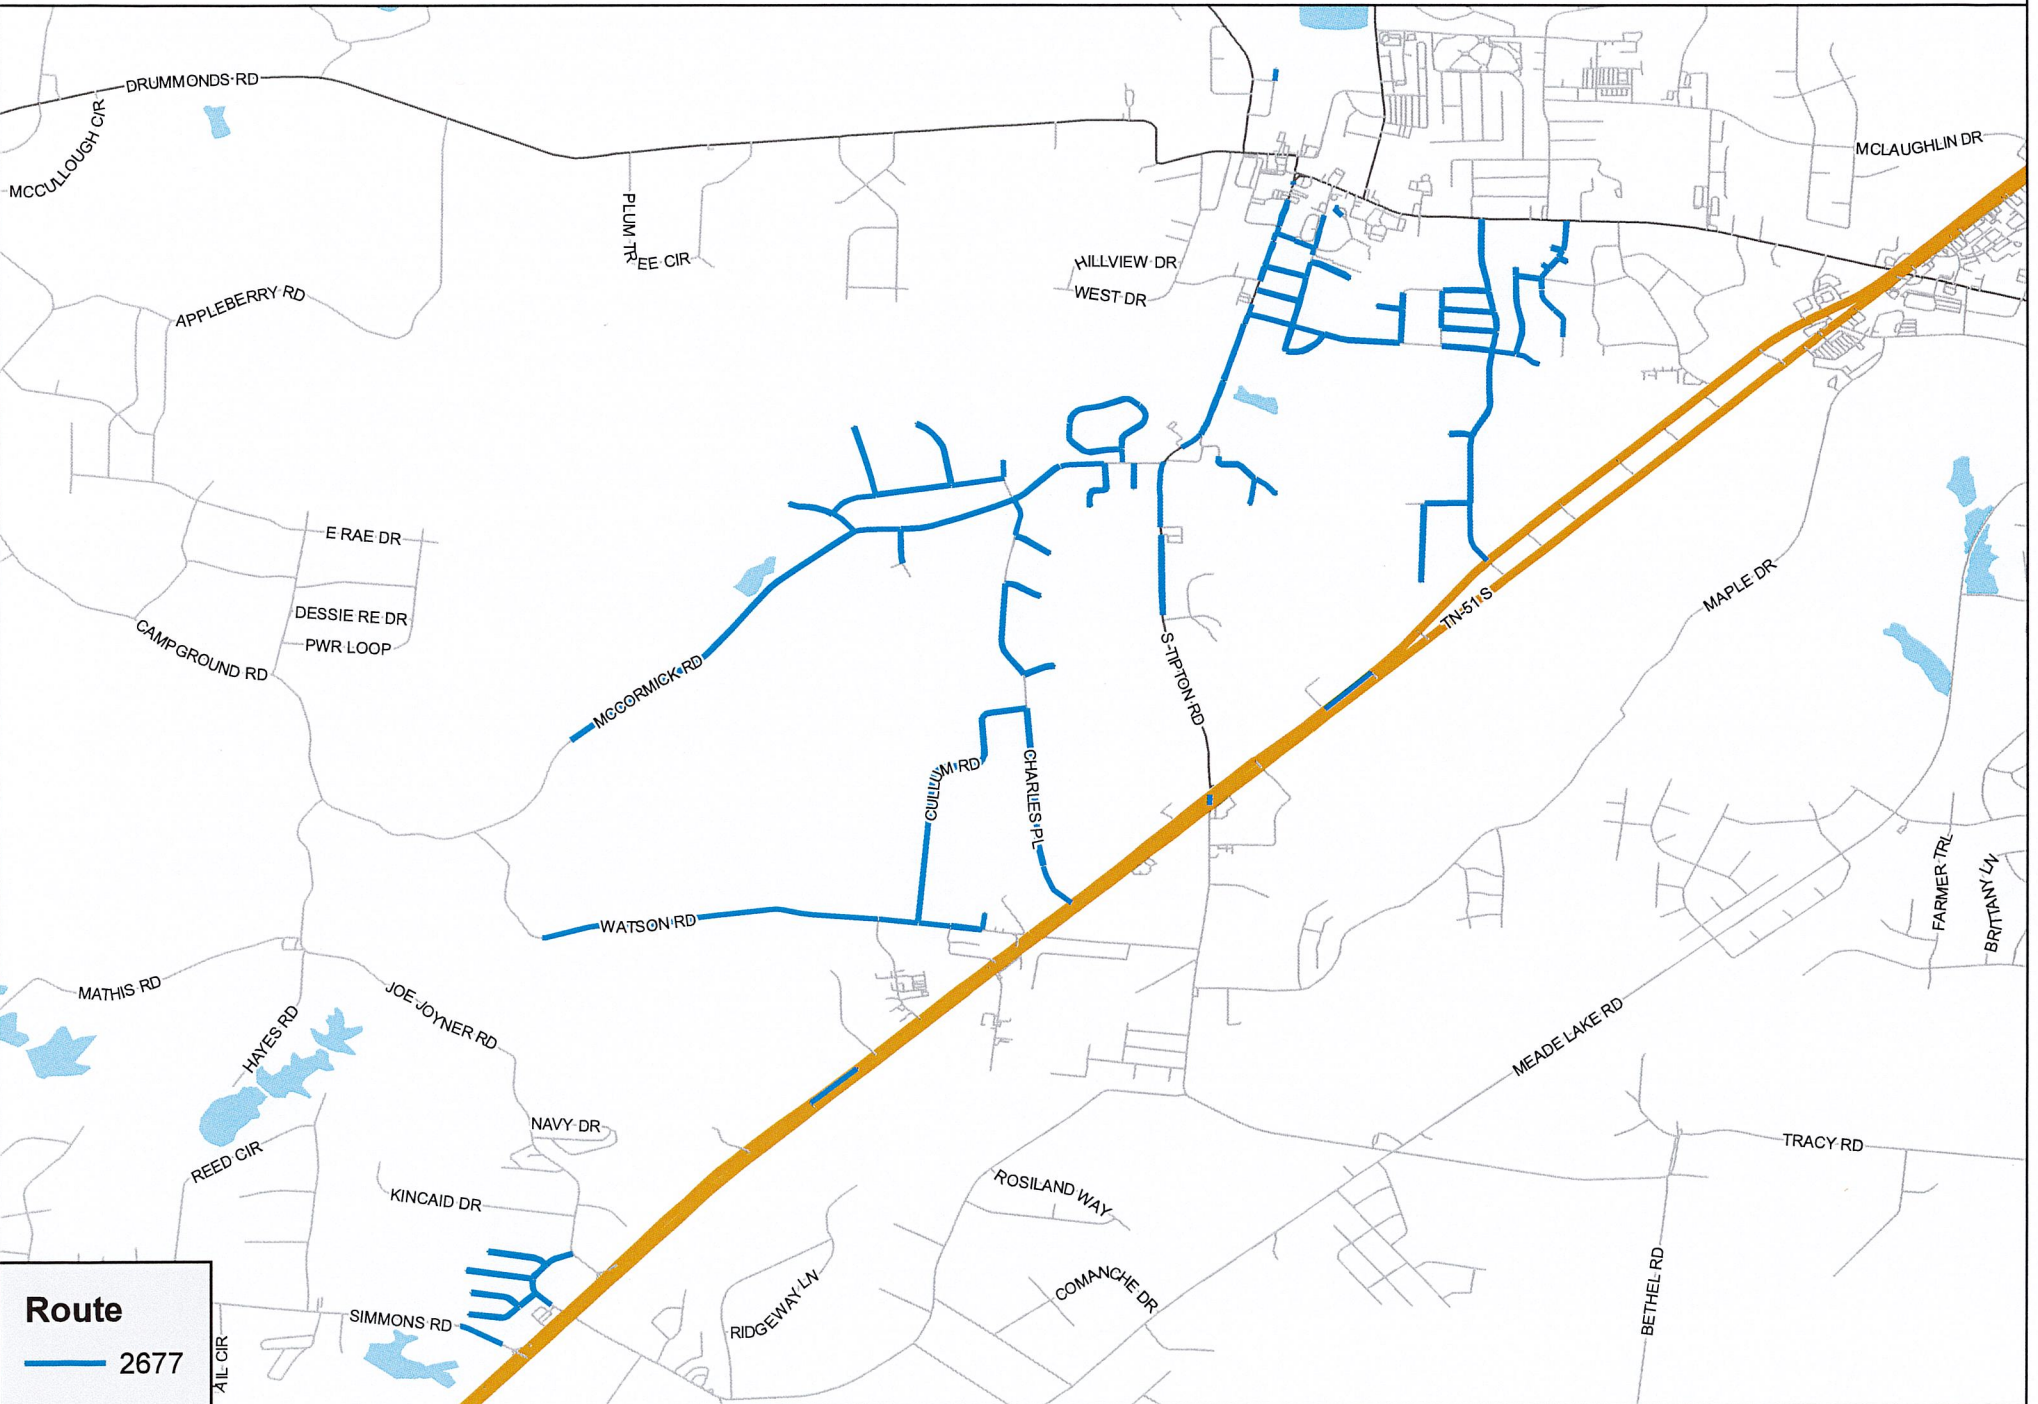 DRUMMONDS RD
MCCULLOUGH CIR
MCLAUGHLIN DR
PLUM TREE CIR
HILLVIEW DR
WEST DR
APPLEBERRY RD
E RAE DR
DESSIE RE DR
PWR LOOP
CAMPGROUND RD
MCCORMICK RD
S TIPTON RD
TN-51 S
MAPLE DR
CULLUM RD
CHARLES PL
WATSON RD
FARMER TRL
BRITTANY LN
MATHIS RD
JOE JOYNER RD
HAYES RD
MEADE LAKE RD
NAVY DR
TRACY RD
REED CIR
KINCAID DR
ROSILAND WAY
COMANCHE DR
RIDGEWAY LN
BETHEL RD
SIMMONS RD
AIL CIR
Route
2677